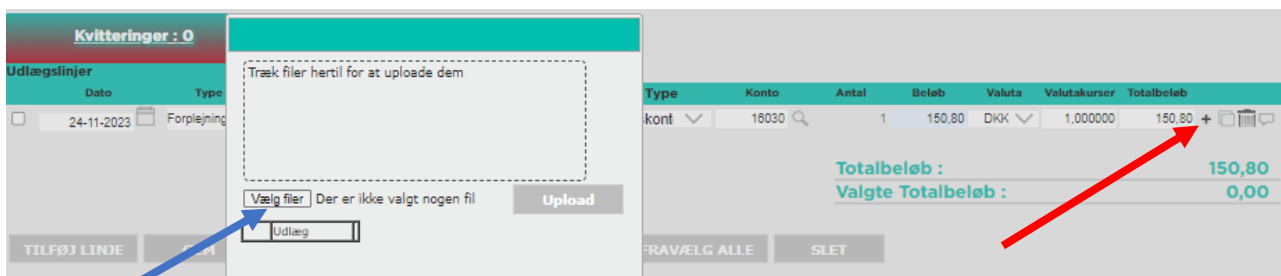 Kvitteringer : 0
Udlægslinjer
Dato Type Type Konto Antal Beløb Valuta Valutakurser Totalbeløb
24-11-2023 Forplejning skont 16030 1 150,80 DKK 1,000000 150,80 +
Træk filer hertil for at uploade dem
Vælg filer Der er ikke valgt nogen fil Upload
Udlæg
Totalbeløb : 150,80
Valgte Totalbeløb : 0,00
TILFØJ LINJE GEM FRAVÆLG ALLE SLET